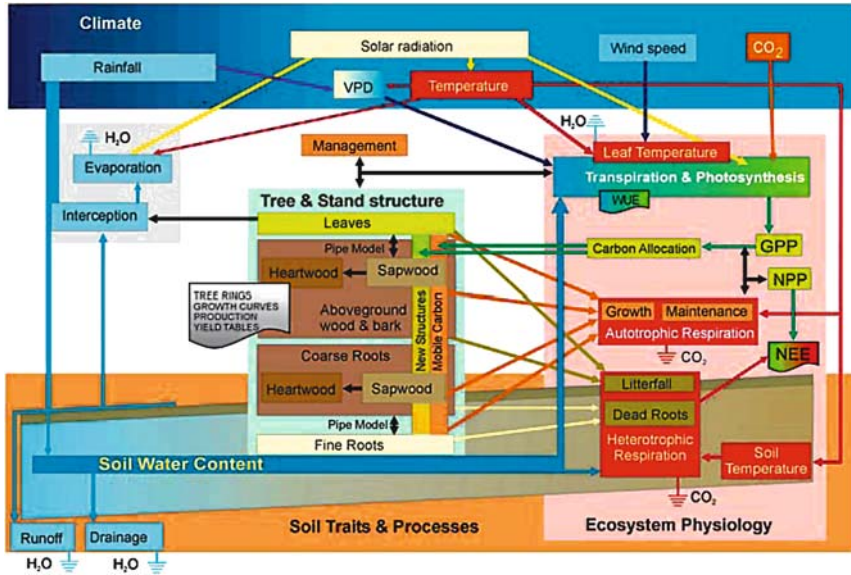 Climate
Solar radiation
Wind speed
CO2
Rainfall
VPD
Temperature
H2O
H2O
Leaf Temperature
Management
Evaporation
Transpiration & Photosynthesis
WUE
Tree & Stand structure
Interception
Leaves
Pipe Model
Carbon Allocation
GPP
Heartwood
Sapwood
NPP
TREE RINGS
GROWTH CURVES
PRODUCTION
YIELD TABLES
Aboveground
wood & bark
New Structures
Mobile Carbon
Growth
Maintenance
Autotrophic Respiration
CO2
NEE
Coarse Roots
Heartwood
Sapwood
Litterfall
Dead Roots
Pipe Model
Fine Roots
Heterotrophic
Respiration
Soil
Temperature
Soil Water Content
CO2
Soil Traits & Processes
Ecosystem Physiology
Runoff
Drainage
H2O
H2O